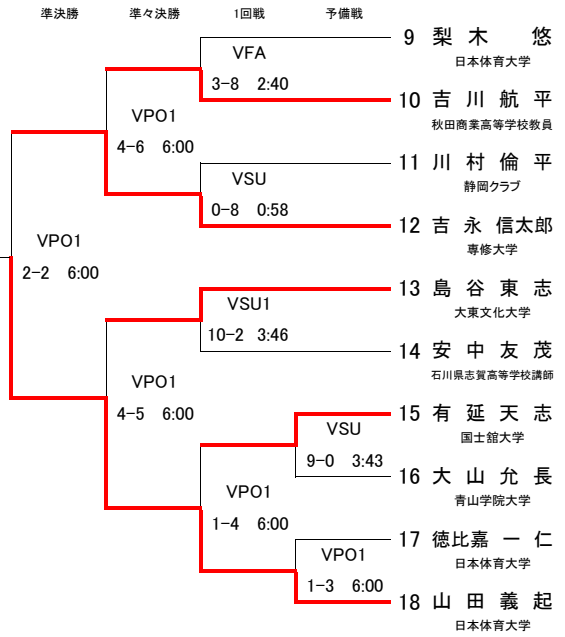 準決勝 準々決勝 1回戦 予備戦
9 梨木 悠
日本体育大学
VFA
3-8 2:40
10 吉川航平
秋田商業高等学校教員
VPO1
4-6 6:00
11 川村倫平
静岡クラブ
VSU
0-8 0:58
12 吉永信太郎
専修大学
VPO1
2-2 6:00
13 島谷東志
大東文化大学
VSU1
10-2 3:46
14 安中友茂
石川県志賀高等学校講師
VPO1
4-5 6:00
15 有延天志
国士舘大学
VSU
9-0 3:43
16 大山允長
青山学院大学
VPO1
1-4 6:00
17 徳比嘉一仁
日本体育大学
VPO1
1-3 6:00
18 山田義起
日本体育大学